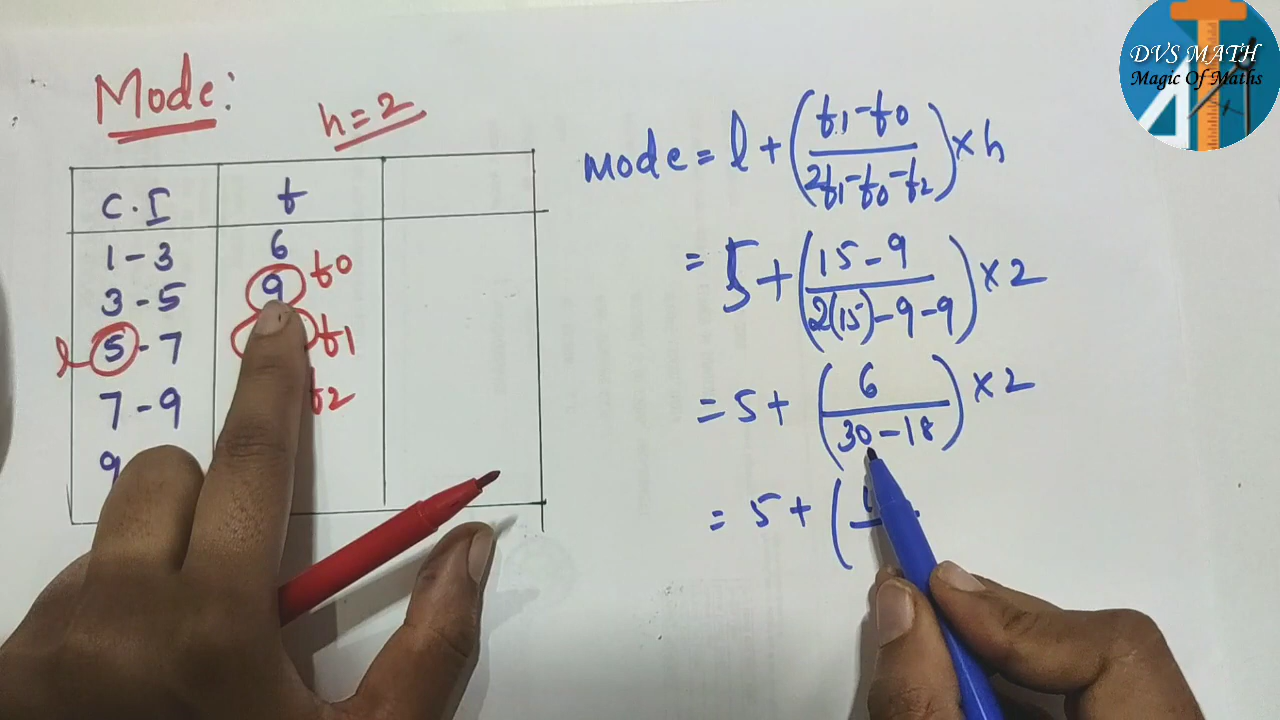 DVS MATH
Magic Of Maths
Mode:
h=2
C.I f
1-3 6
3-5 9 f0
l 5-7 f1
7-9 f2
9
mode = l + (f1-f0 / 2f1-f0-f2) × h
= 5 + (15-9 / 2(15)-9-9) × 2
= 5 + (6 / 30-18) × 2
= 5 + (